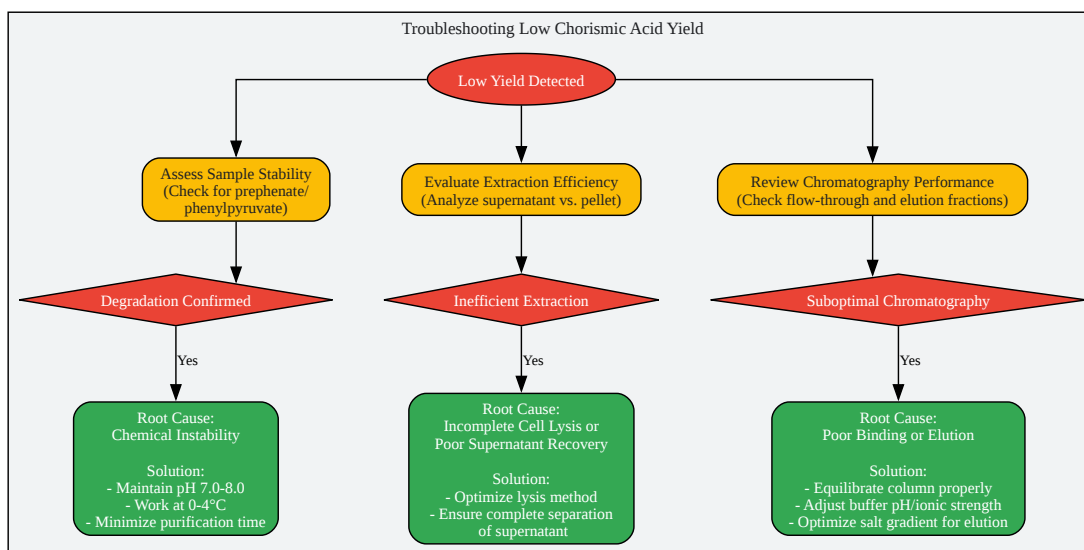 Troubleshooting Low Chorismic Acid Yield
Low Yield Detected
Assess Sample Stability
(Check for prephenate/
phenylpyruvate)
Evaluate Extraction Efficiency
(Analyze supernatant vs. pellet)
Review Chromatography Performance
(Check flow-through and elution fractions)
Degradation Confirmed
Inefficient Extraction
Suboptimal Chromatography
Yes
Yes
Yes
Root Cause:
Chemical Instability
Solution:
- Maintain pH 7.0-8.0
- Work at 0-4°C
- Minimize purification time
Root Cause:
Incomplete Cell Lysis or
Poor Supernatant Recovery
Solution:
- Optimize lysis method
- Ensure complete separation
of supernatant
Root Cause:
Poor Binding or Elution
Solution:
- Equilibrate column properly
- Adjust buffer pH/ionic strength
- Optimize salt gradient for elution